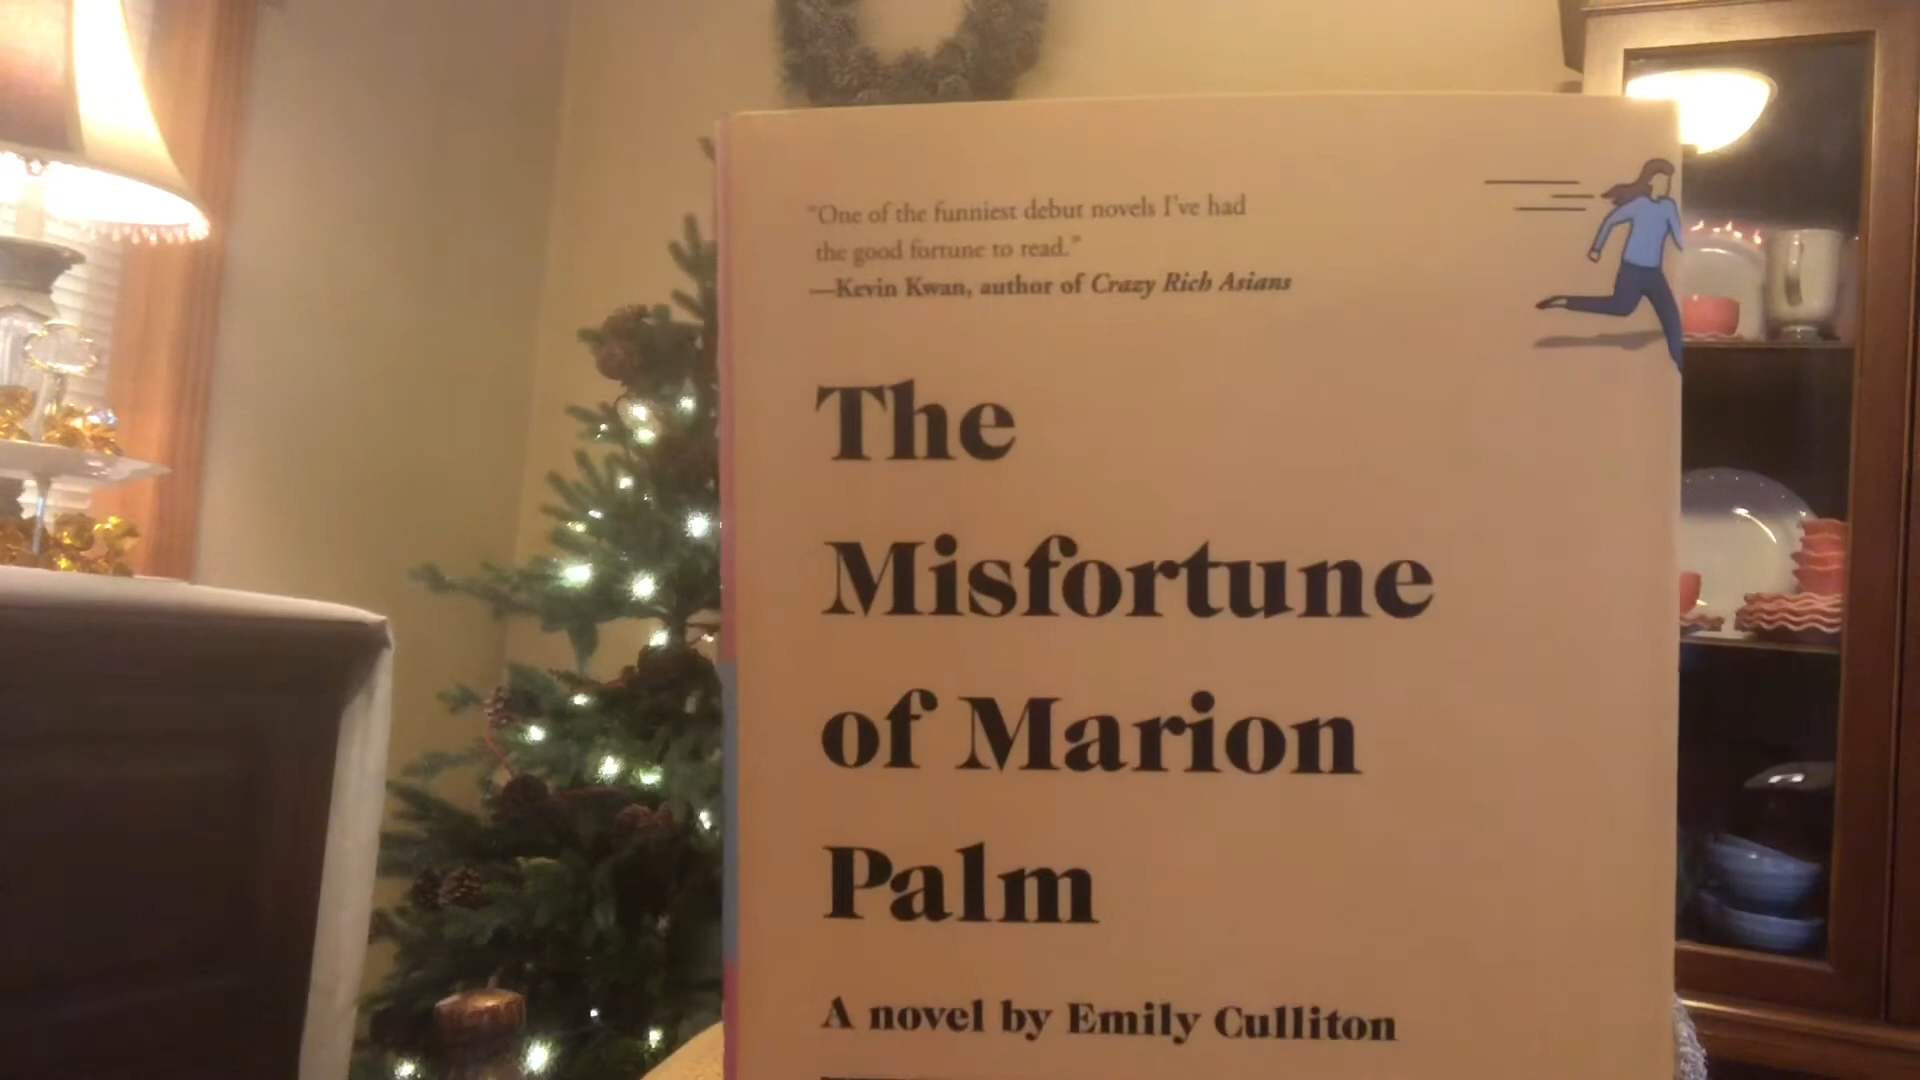 "One of the funniest debut novels I've had
the good fortune to read."
—Kevin Kwan, author of Crazy Rich Asians
The
Misfortune
of Marion
Palm
A novel by Emily Culliton